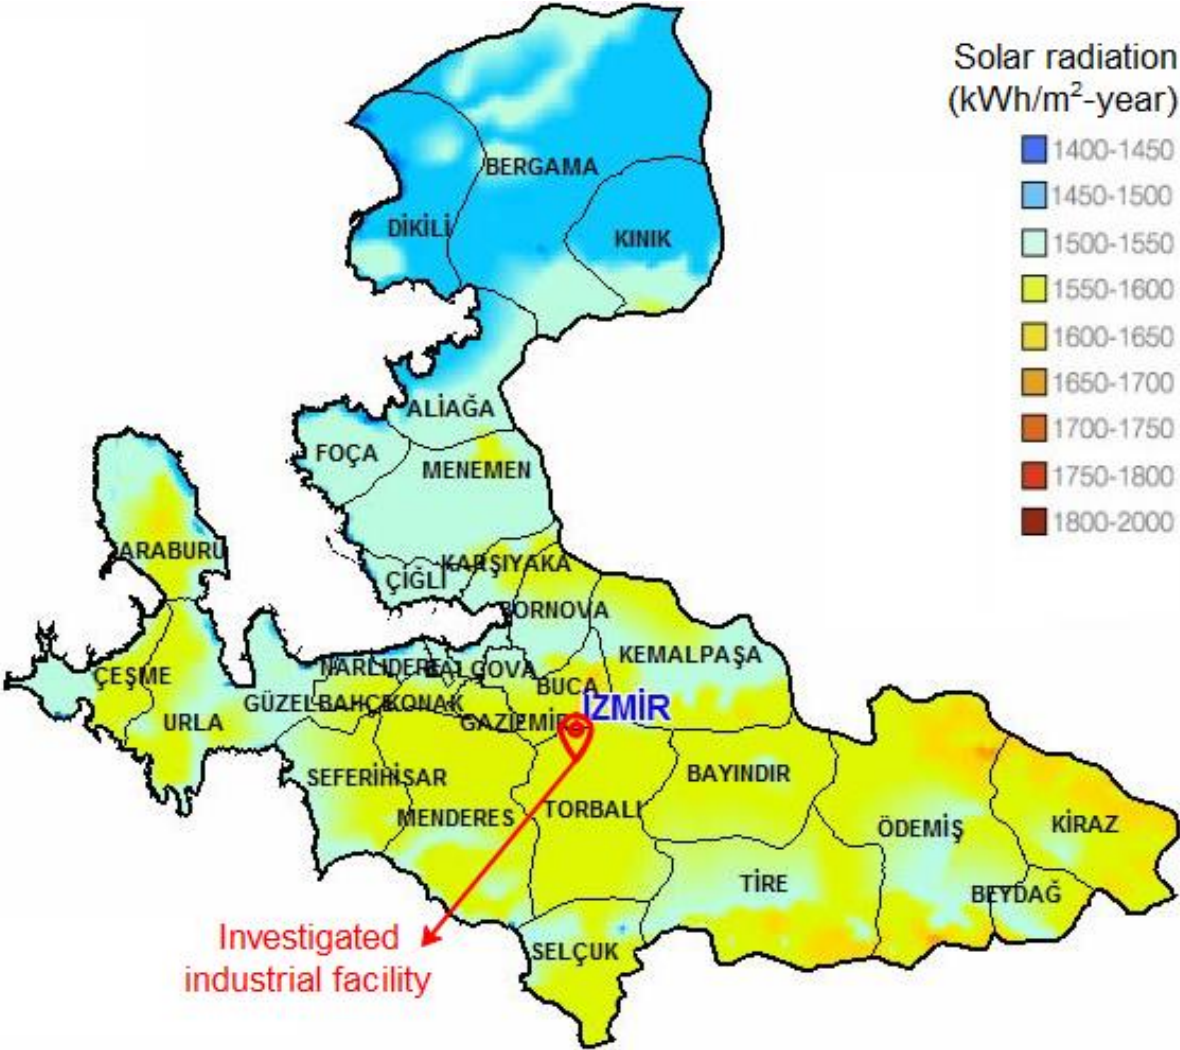 Solar radiation
(kWh/m²-year)
1400-1450
1450-1500
1500-1550
1550-1600
1600-1650
1650-1700
1700-1750
1750-1800
1800-2000
BERGAMA
DİKİLİ
KINIK
ALİAĞA
FOÇA
MENEMEN
ARABURU
KARŞIYAKA
ÇİĞLİ
ORNOVA
KEMALPAŞA
NARLIDERE
BALÇOVA
ÇEŞME
BUCA
GÜZELBAHÇE
KONAK
İZMİR
URLA
GAZİEMİR
SEFERİHİSAR
BAYINDIR
MENDERES
TORBALI
ÖDEMİŞ
KİRAZ
TİRE
BEYDAĞ
Investigated
industrial facility
SELÇUK